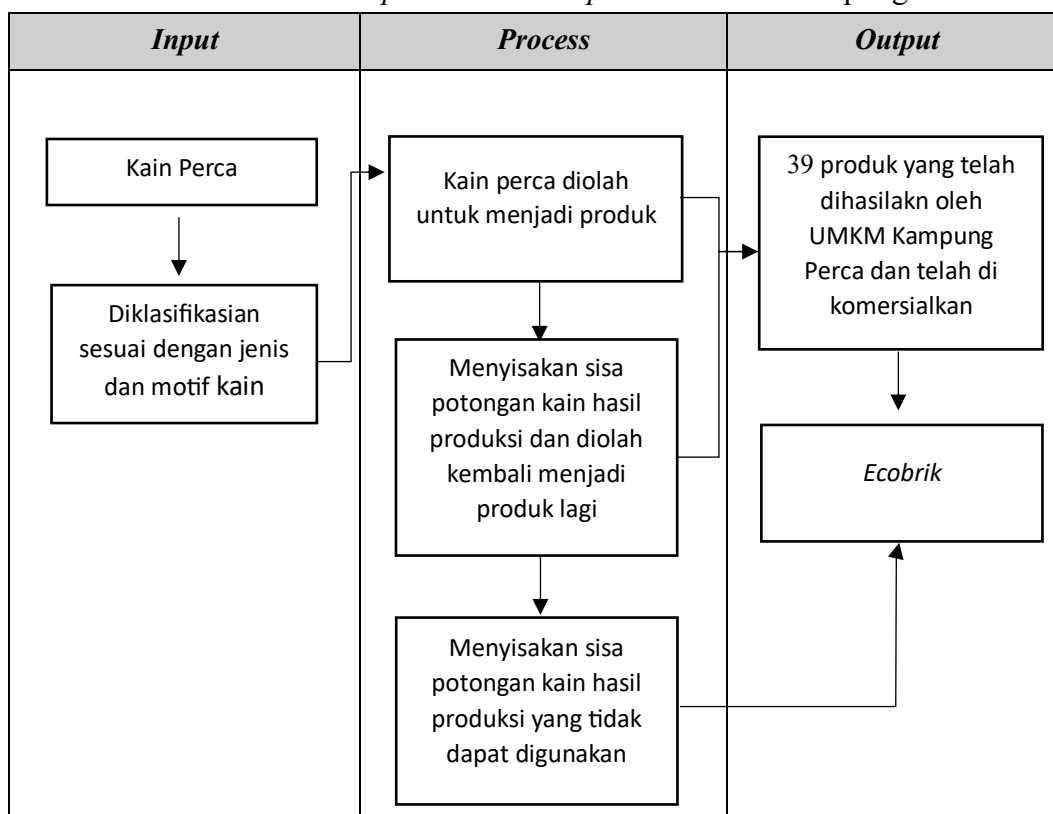 Input
Process
Output
Kain Perca
Diklasifikasian
sesuai dengan jenis
dan motif kain
Kain perca diolah
untuk menjadi produk
Menyisakan sisa
potongan kain hasil
produksi dan diolah
kembali menjadi
produk lagi
Menyisakan sisa
potongan kain hasil
produksi yang tidak
dapat digunakan
39 produk yang telah
dihasilakn oleh
UMKM Kampung
Perca dan telah di
komersialkan
Ecobrik